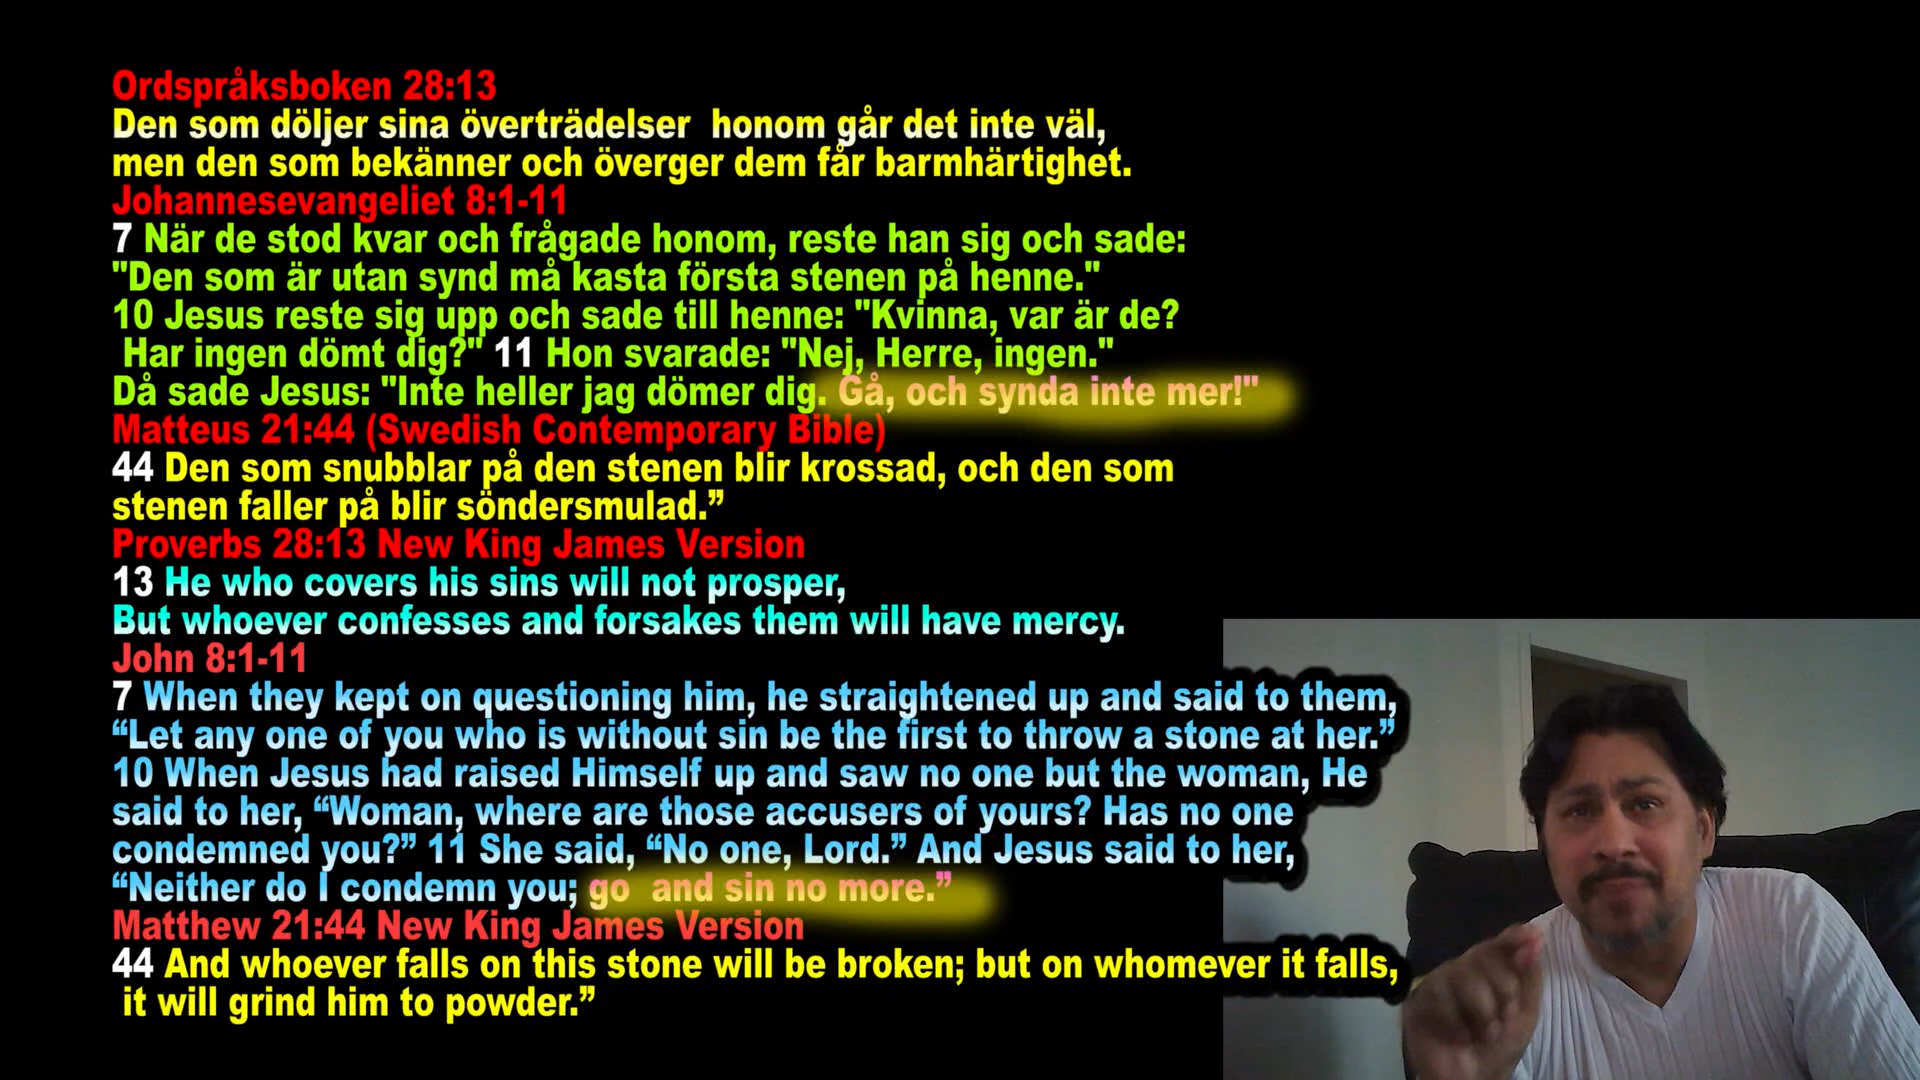 Ordspråksboken 28:13
Den som döljer sina överträdelser honom går det inte väl,
men den som bekänner och överger dem får barmhärtighet.
Johannesevangeliet 8:1-11
7 När de stod kvar och frågade honom, reste han sig och sade:
"Den som är utan synd må kasta första stenen på henne."
10 Jesus reste sig upp och sade till henne: "Kvinna, var är de?
Har ingen dömt dig?" 11 Hon svarade: "Nej, Herre, ingen."
Då sade Jesus: "Inte heller jag dömer dig. Gå, och synda inte mer!"
Matteus 21:44 (Swedish Contemporary Bible)
44 Den som snubblar på den stenen blir krossad, och den som
stenen faller på blir söndersmulad.”
Proverbs 28:13 New King James Version
13 He who covers his sins will not prosper,
But whoever confesses and forsakes them will have mercy.
John 8:1-11
7 When they kept on questioning him, he straightened up and said to them,
“Let any one of you who is without sin be the first to throw a stone at her.”
10 When Jesus had raised Himself up and saw no one but the woman, He
said to her, “Woman, where are those accusers of yours? Has no one
condemned you?” 11 She said, “No one, Lord.” And Jesus said to her,
“Neither do I condemn you; go and sin no more.”
Matthew 21:44 New King James Version
44 And whoever falls on this stone will be broken; but on whomever it falls,
it will grind him to powder.”